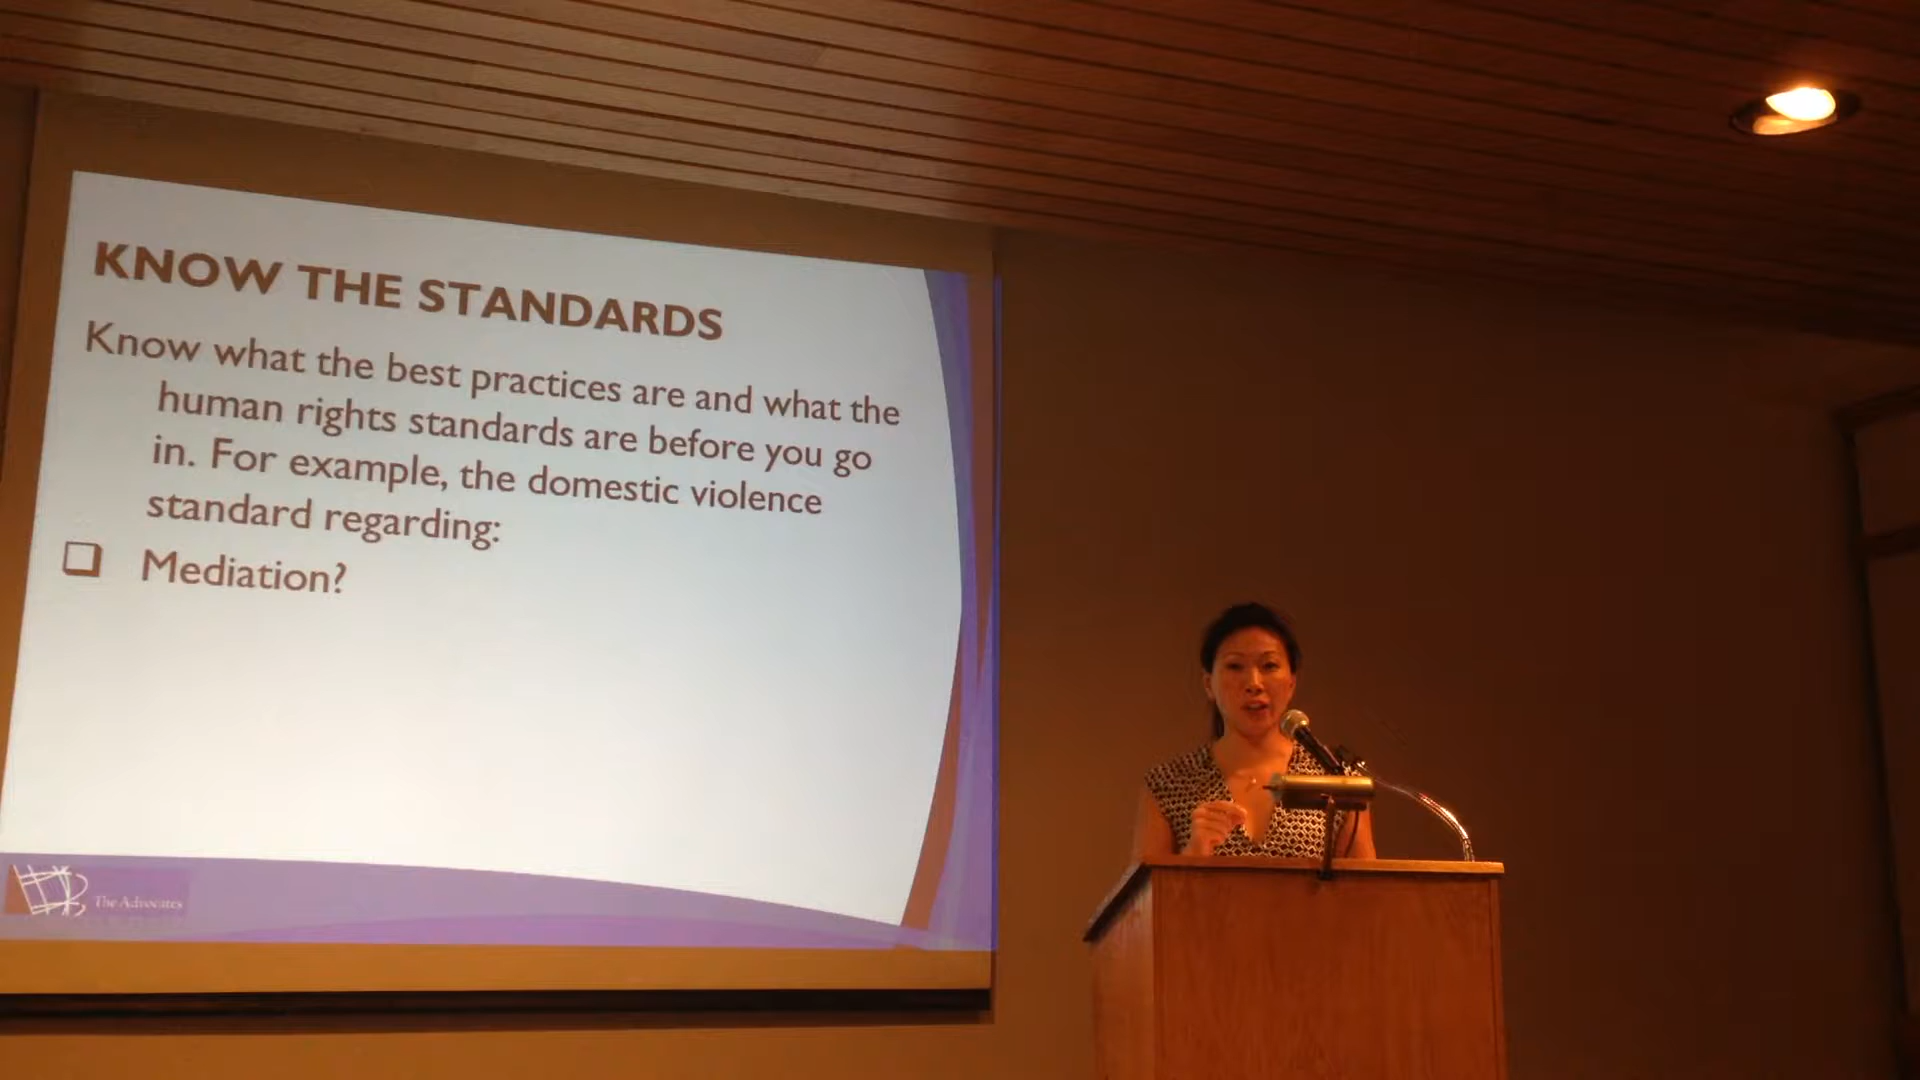 KNOW THE STANDARDS
Know what the best practices are and what the
human rights standards are before you go
in. For example, the domestic violence
standard regarding:
Mediation?
The Advocates